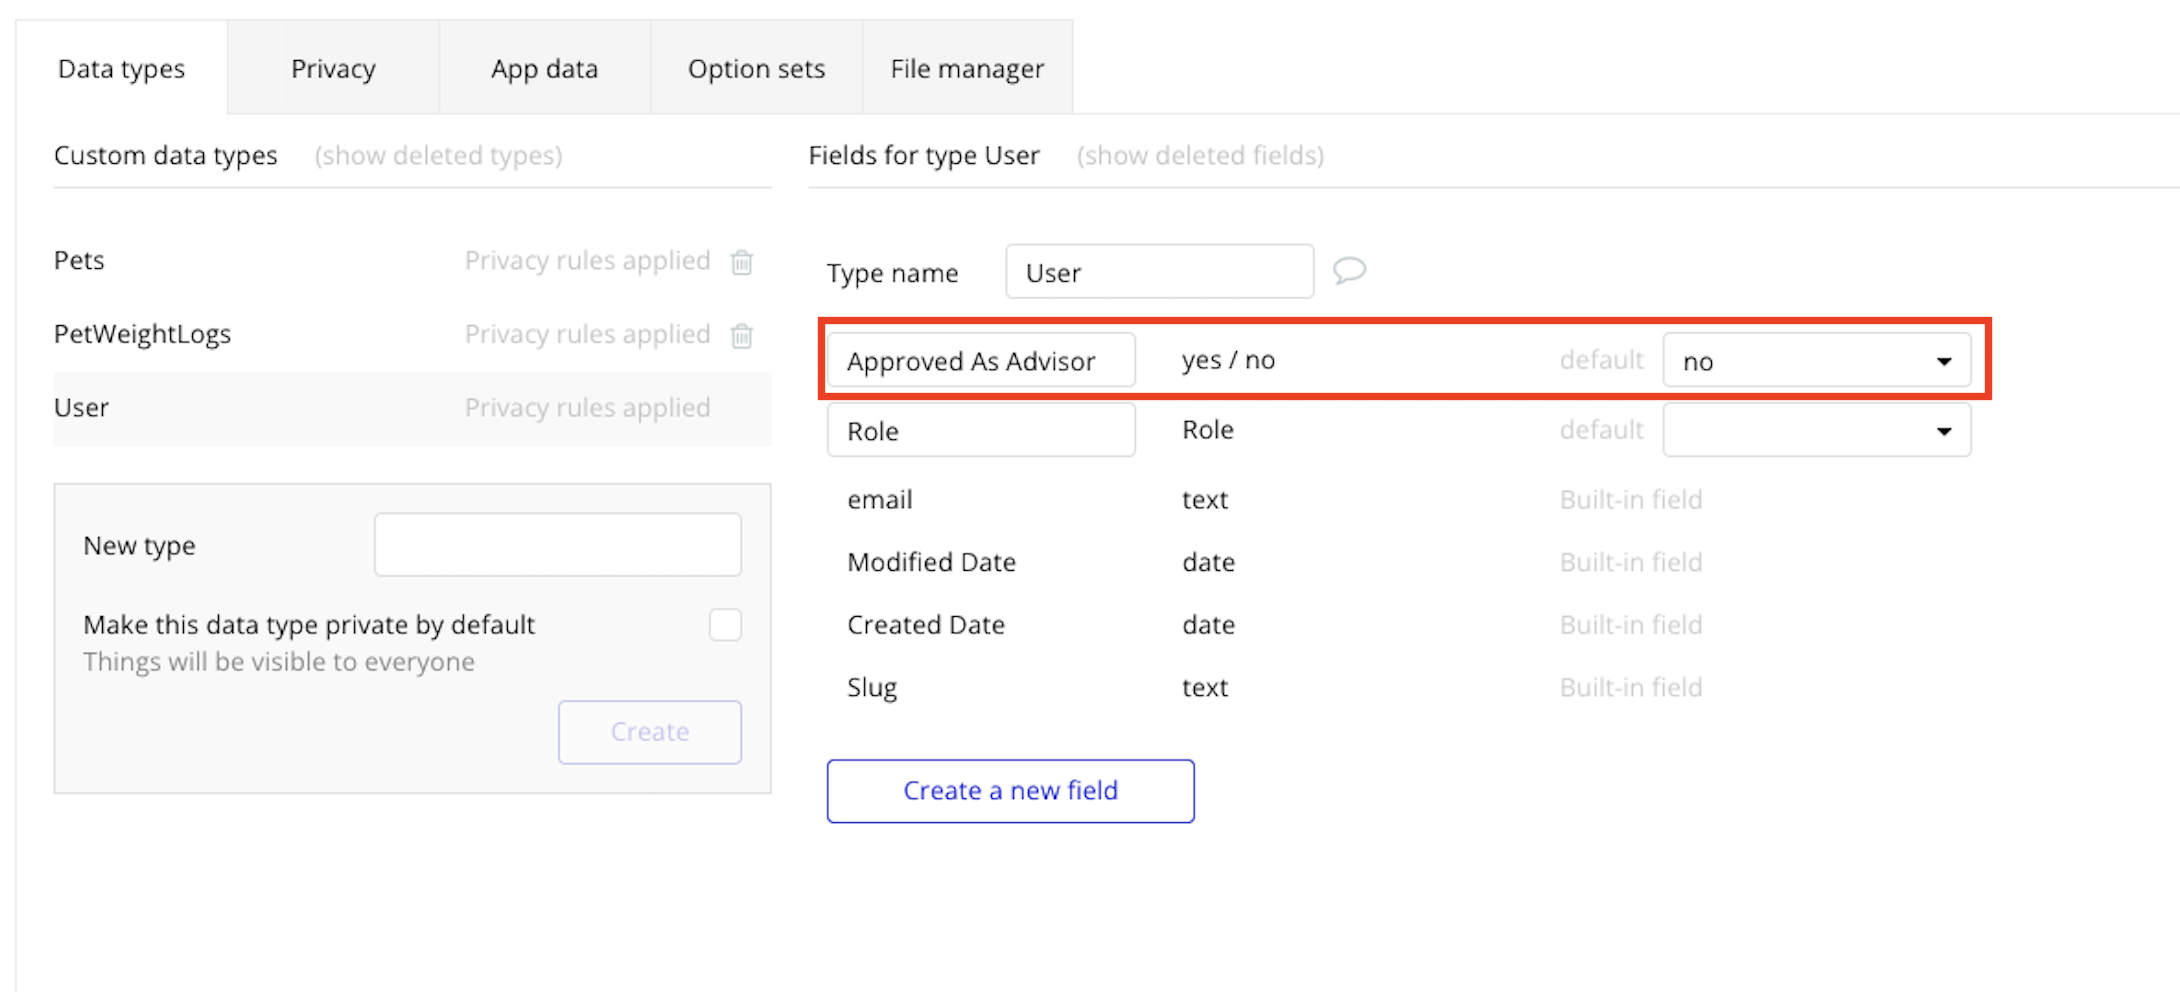 Data types Privacy App data Option sets File manager
Custom data types (show deleted types)
Pets Privacy rules applied
PetWeightLogs Privacy rules applied
User Privacy rules applied
New type
Make this data type private by default
Things will be visible to everyone
Create
Fields for type User (show deleted fields)
Type name User
Approved As Advisor yes / no default no
Role Role default
email text Built-in field
Modified Date date Built-in field
Created Date date Built-in field
Slug text Built-in field
Create a new field